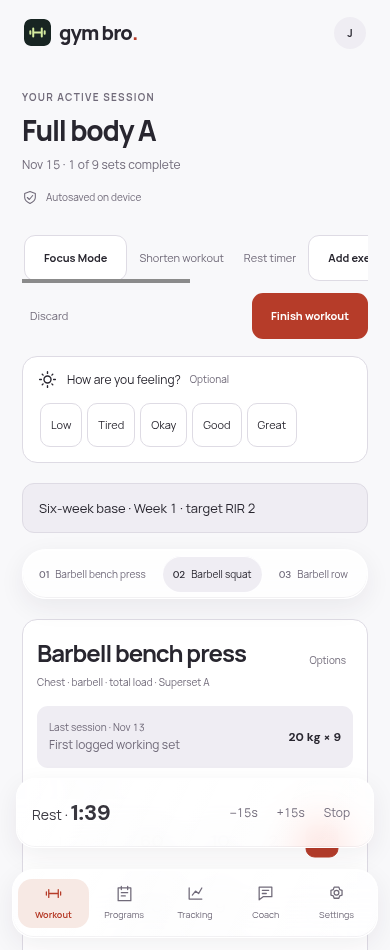 gym bro.
J
YOUR ACTIVE SESSION
Full body A
Nov 15 · 1 of 9 sets complete
Autosaved on device
Focus Mode Shorten workout Rest timer Add exe
Discard Finish workout
How are you feeling? Optional
Low Tired Okay Good Great
Six-week base · Week 1 · target RIR 2
01 Barbell bench press 02 Barbell squat 03 Barbell row
Barbell bench press
Options
Chest · barbell · total load · Superset A
Last session · Nov 13
First logged working set
20 kg × 9
Rest · 1:39 −15s +15s Stop
Workout Programs Tracking Coach Settings